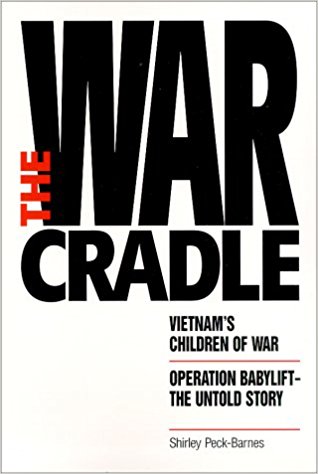 THE WAR
CRADLE
VIETNAM'S
CHILDREN OF WAR
OPERATION BABYLIFT–
THE UNTOLD STORY
Shirley Peck-Barnes